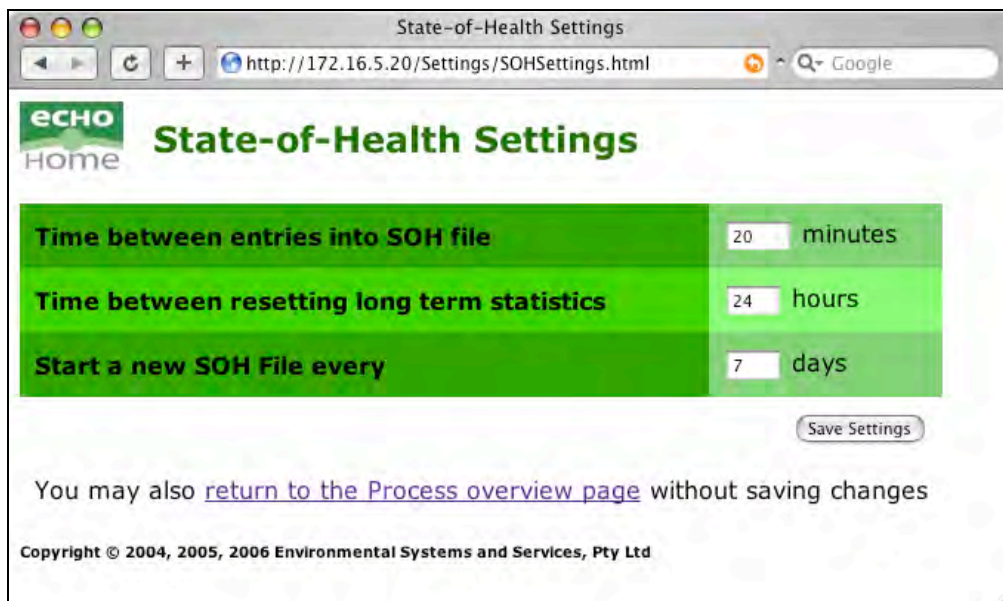 State-of-Health Settings
http://172.16.5.20/Settings/SOHSettings.html
Google
ecHo
Home
State-of-Health Settings
Time between entries into SOH file 20 minutes
Time between resetting long term statistics 24 hours
Start a new SOH File every 7 days
Save Settings
You may also return to the Process overview page without saving changes
Copyright © 2004, 2005, 2006 Environmental Systems and Services, Pty Ltd